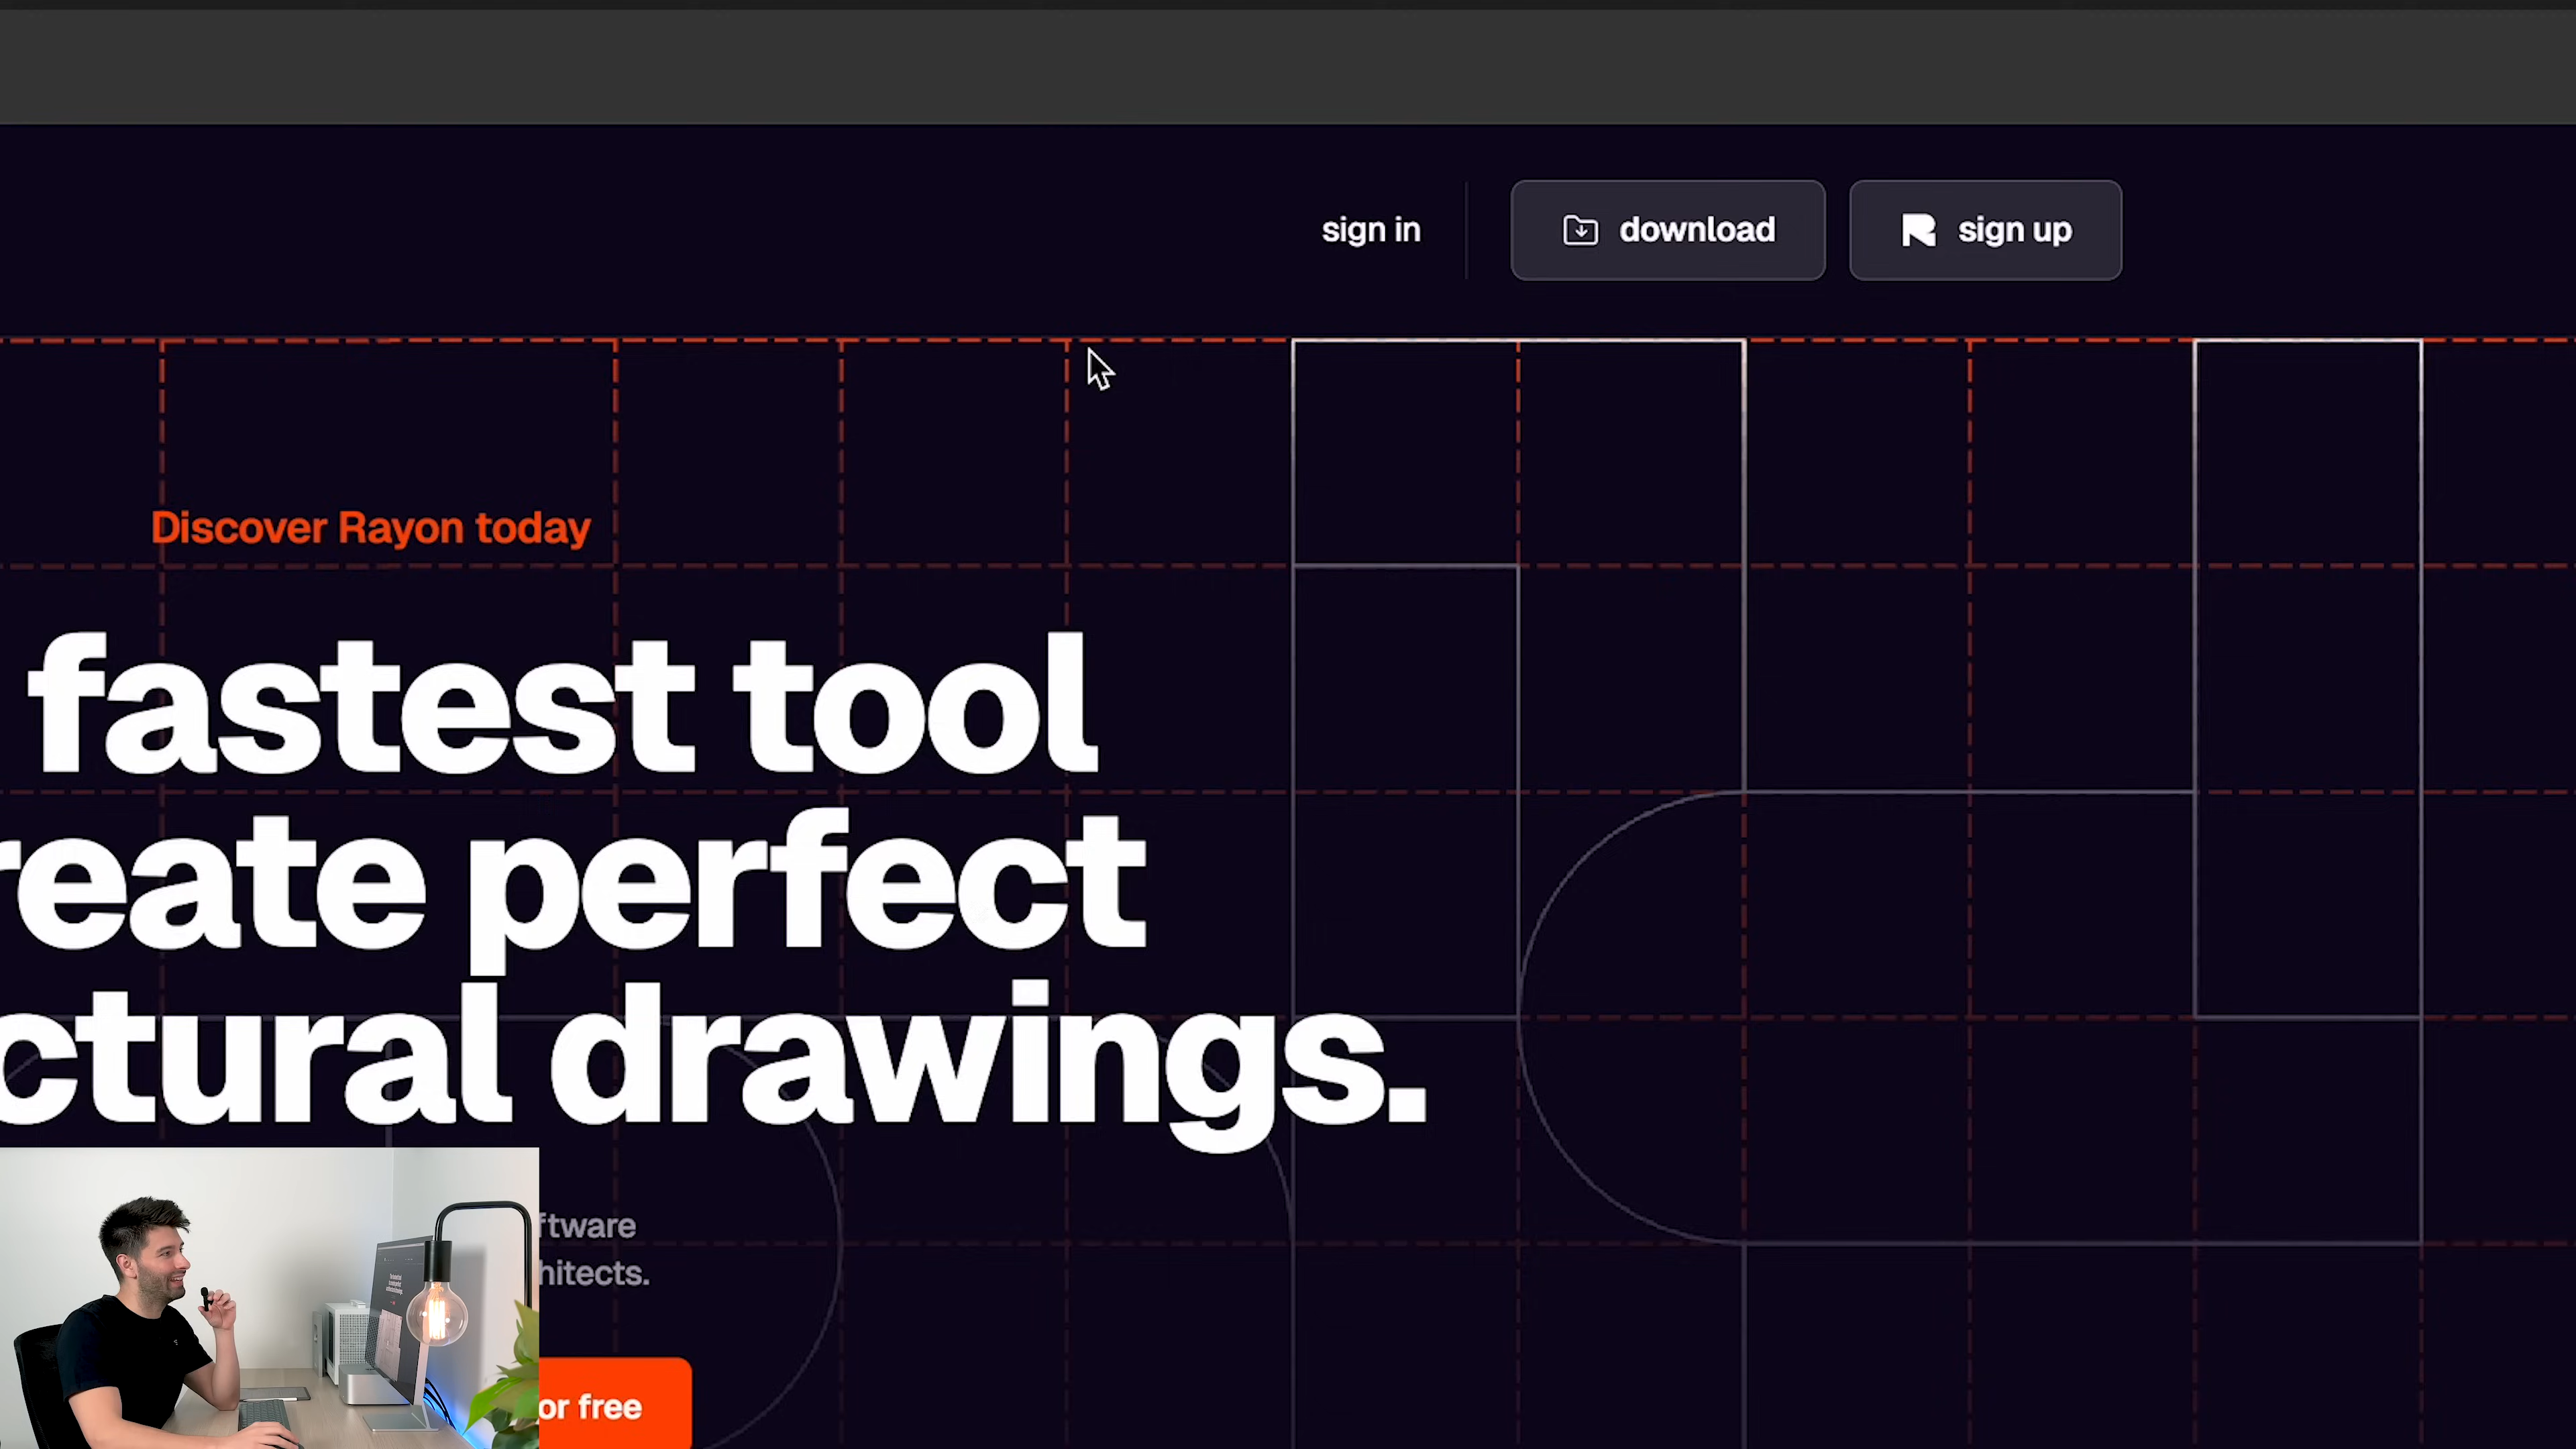 sign in
download
sign up
Discover Rayon today
fastest tool
reate perfect
ctural drawings.
ftware
hitects.
or free